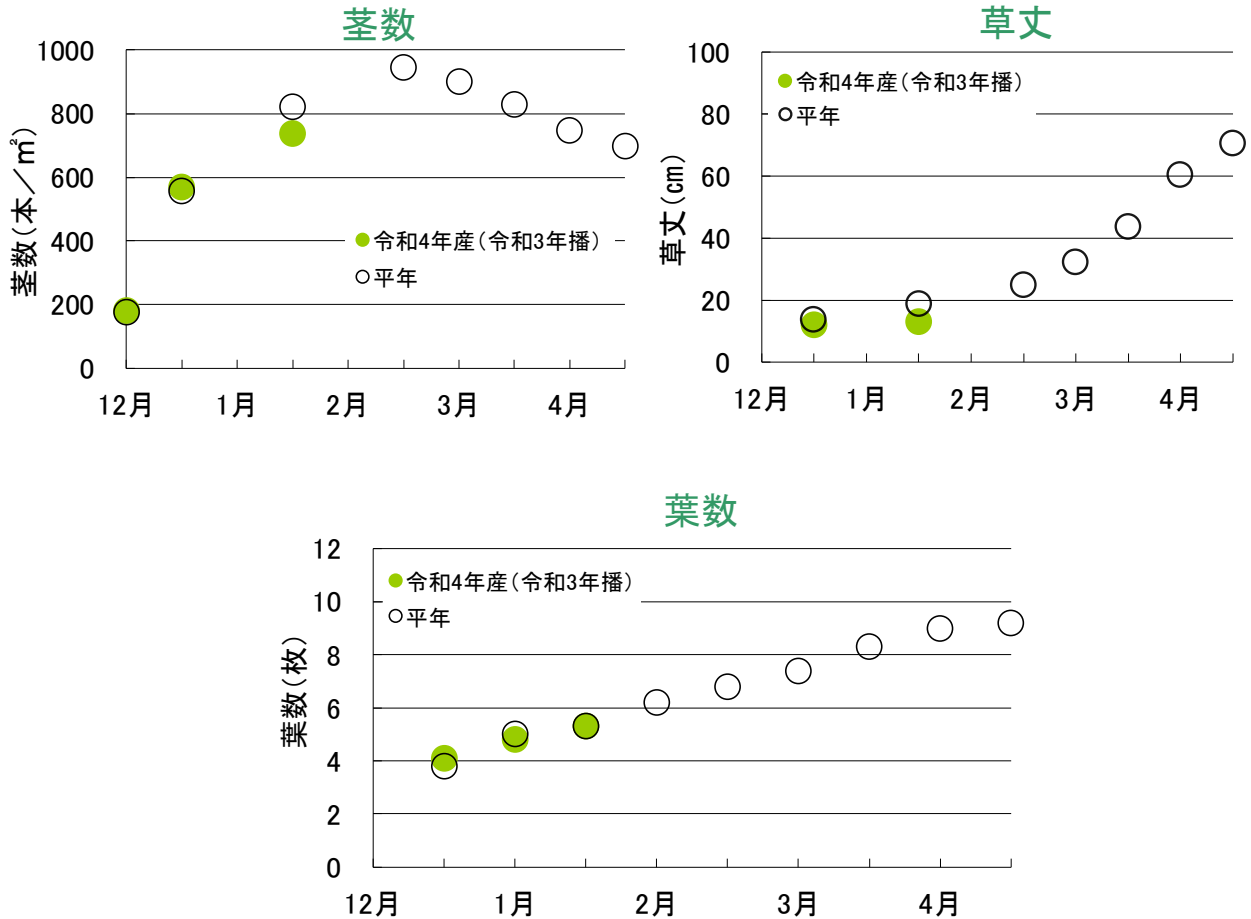 茎数
1000
800
600
400
200
0
茎数(本/㎡)
●令和4年産(令和3年播)
○平年
12月 1月 2月 3月 4月
草丈
100
80
60
40
20
0
草丈(cm)
●令和4年産(令和3年播)
○平年
12月 1月 2月 3月 4月
葉数
12
10
8
6
4
2
0
葉数(枚)
●令和4年産(令和3年播)
○平年
12月 1月 2月 3月 4月